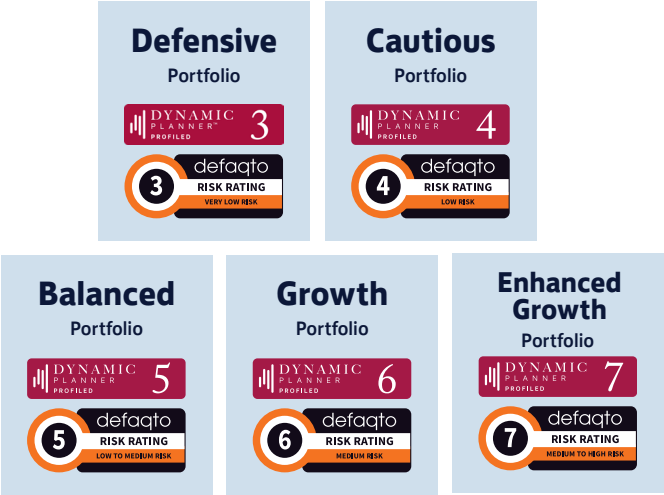 Defensive
Portfolio
DYNAMIC
PLANNER™
PROFILED
3
defaqto
3
RISK RATING
VERY LOW RISK
Cautious
Portfolio
DYNAMIC
PLANNER
PROFILED
4
defaqto
4
RISK RATING
LOW RISK
Balanced
Portfolio
DYNAMIC
PLANNER
PROFILED
5
defaqto
5
RISK RATING
LOW TO MEDIUM RISK
Growth
Portfolio
DYNAMIC
PLANNER
PROFILED
6
defaqto
6
RISK RATING
MEDIUM RISK
Enhanced
Growth
Portfolio
DYNAMIC
PLANNER
PROFILED
7
defaqto
7
RISK RATING
MEDIUM TO HIGH RISK